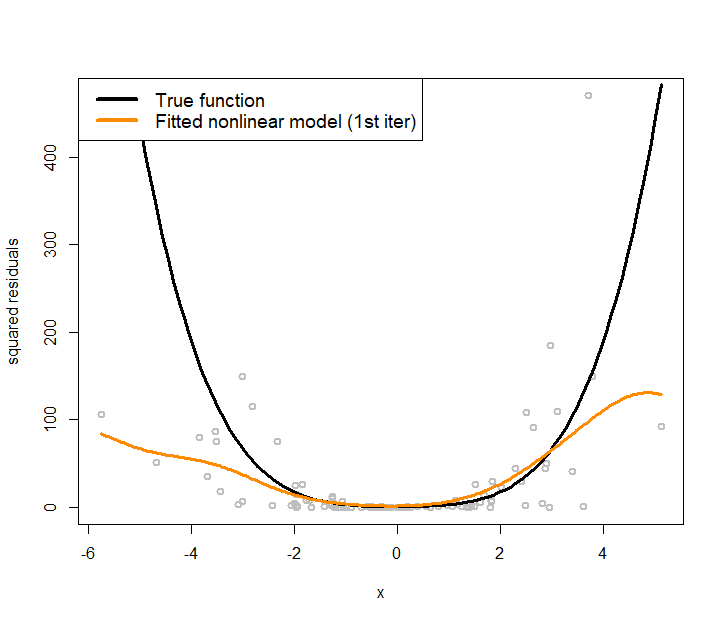 True function
Fitted nonlinear model (1st iter)
400
300
200
100
0
squared residuals
-6 -4 -2 0 2 4
x